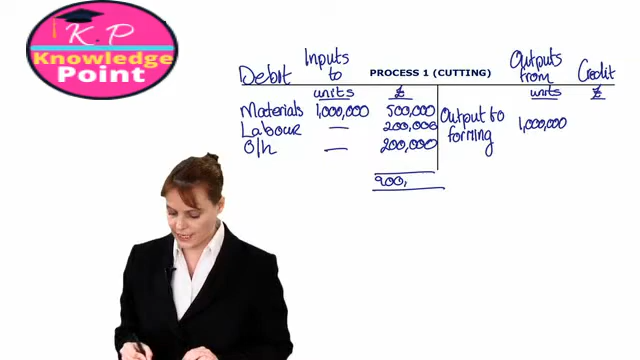 K.P
Knowledge
Point
Debit
Inputs
to
PROCESS 1 (CUTTING)
Outputs
from
Credit
units £ units £
Materials 1,000,000 500,000
Labour — 200,000
O/h — 200,000
Output to
forming 1,000,000
900,